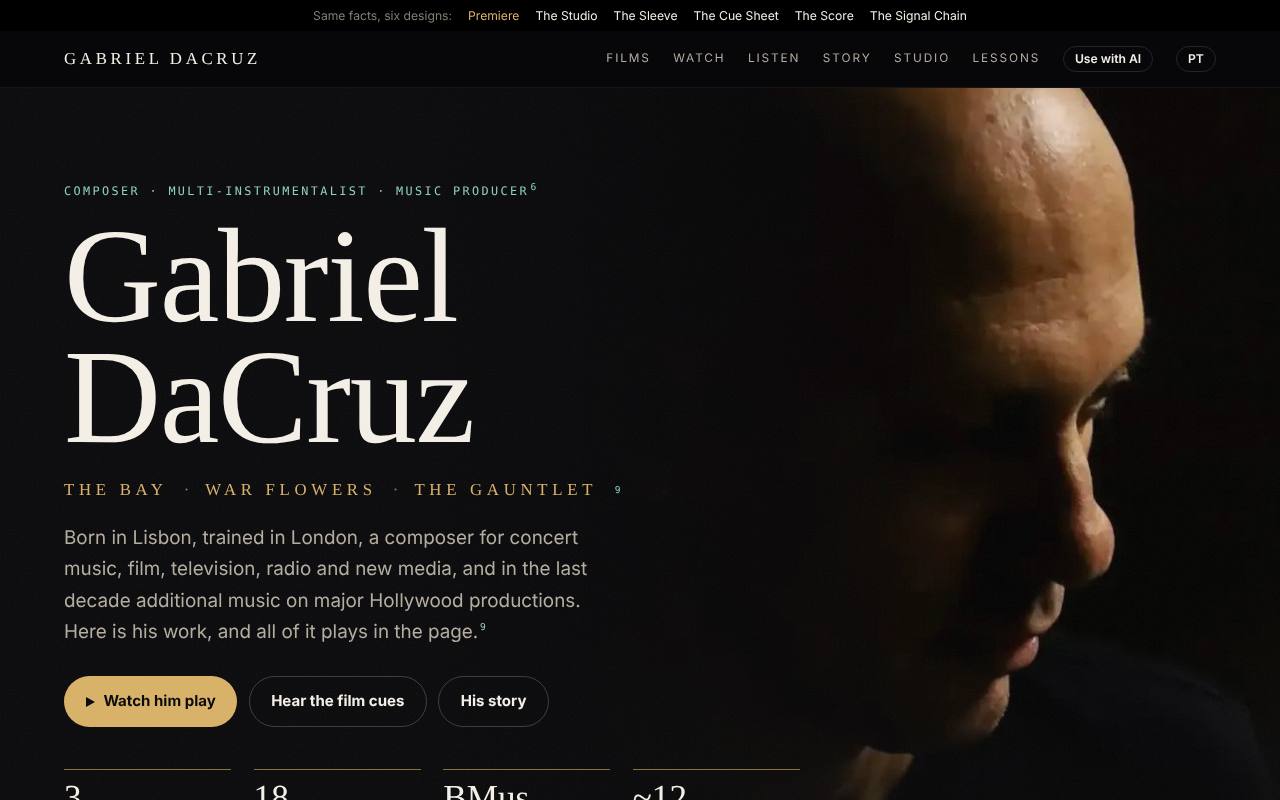 Same facts, six designs: Premiere The Studio The Sleeve The Cue Sheet The Score The Signal Chain
GABRIEL DACRUZ FILMS WATCH LISTEN STORY STUDIO LESSONS Use with AI PT
COMPOSER · MULTI-INSTRUMENTALIST · MUSIC PRODUCER6
Gabriel
DaCruz
THE BAY · WAR FLOWERS · THE GAUNTLET 9
Born in Lisbon, trained in London, a composer for concert
music, film, television, radio and new media, and in the last
decade additional music on major Hollywood productions.
Here is his work, and all of it plays in the page.9
▶ Watch him play Hear the film cues His story
3 18 BMus ~12